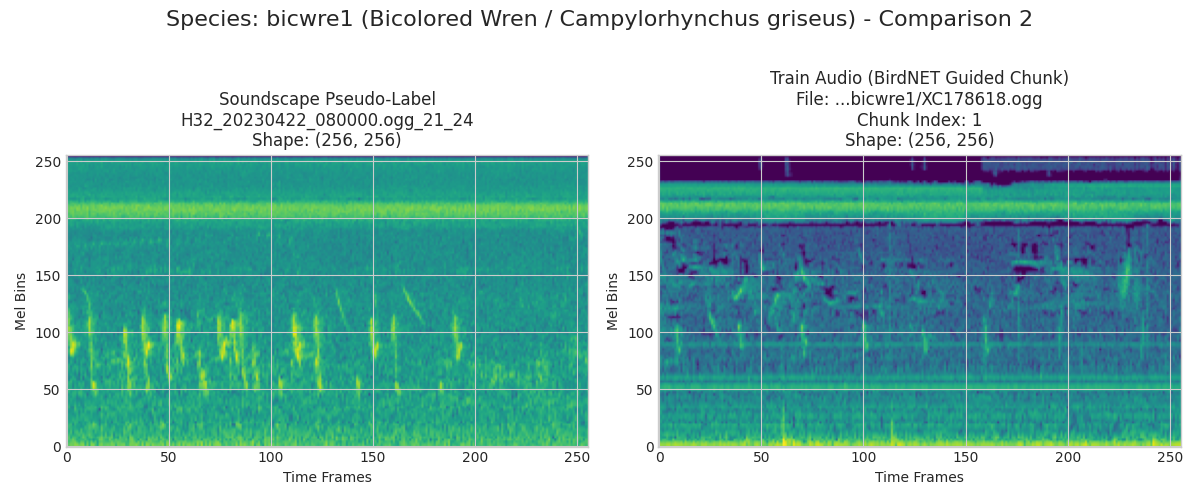 Species: bicwre1 (Bicolored Wren / Campylorhynchus griseus) - Comparison 2
Soundscape Pseudo-Label
H32_20230422_080000.ogg_21_24
Shape: (256, 256)
250
200
150
100
50
0
Mel Bins
0 50 100 150 200 250
Time Frames
Train Audio (BirdNET Guided Chunk)
File: ...bicwre1/XC178618.ogg
Chunk Index: 1
Shape: (256, 256)
250
200
150
100
50
0
Mel Bins
0 50 100 150 200 250
Time Frames